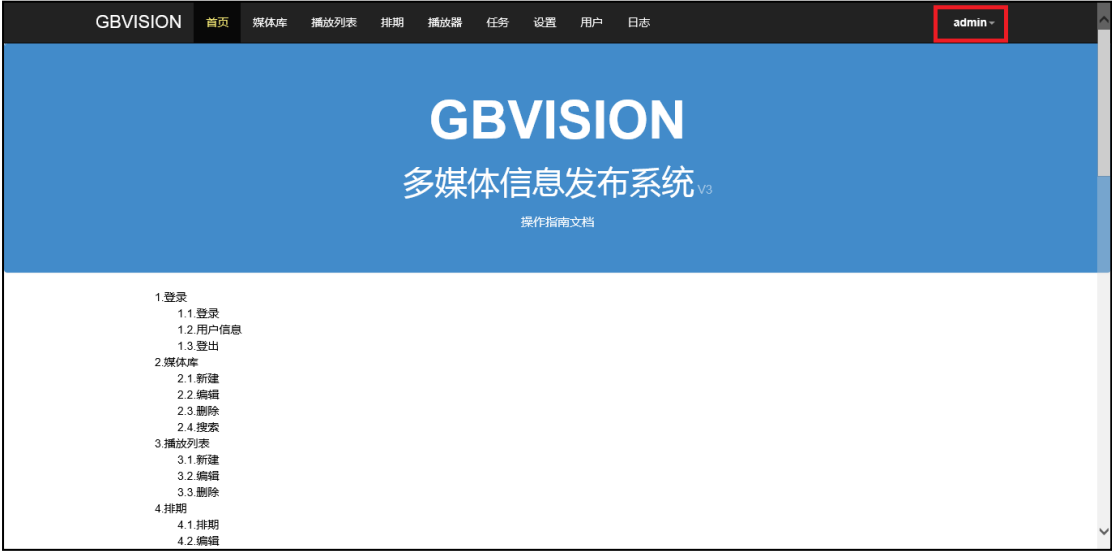 GBVISION 首页 媒体库 播放列表 排期 播放器 任务 设置 用户 日志 admin
GBVISION
多媒体信息发布系统 V3
操作指南文档
1.登录
1.1.登录
1.2.用户信息
1.3.登出
2.媒体库
2.1.新建
2.2.编辑
2.3.删除
2.4.搜索
3.播放列表
3.1.新建
3.2.编辑
3.3.删除
4.排期
4.1.排期
4.2.编辑